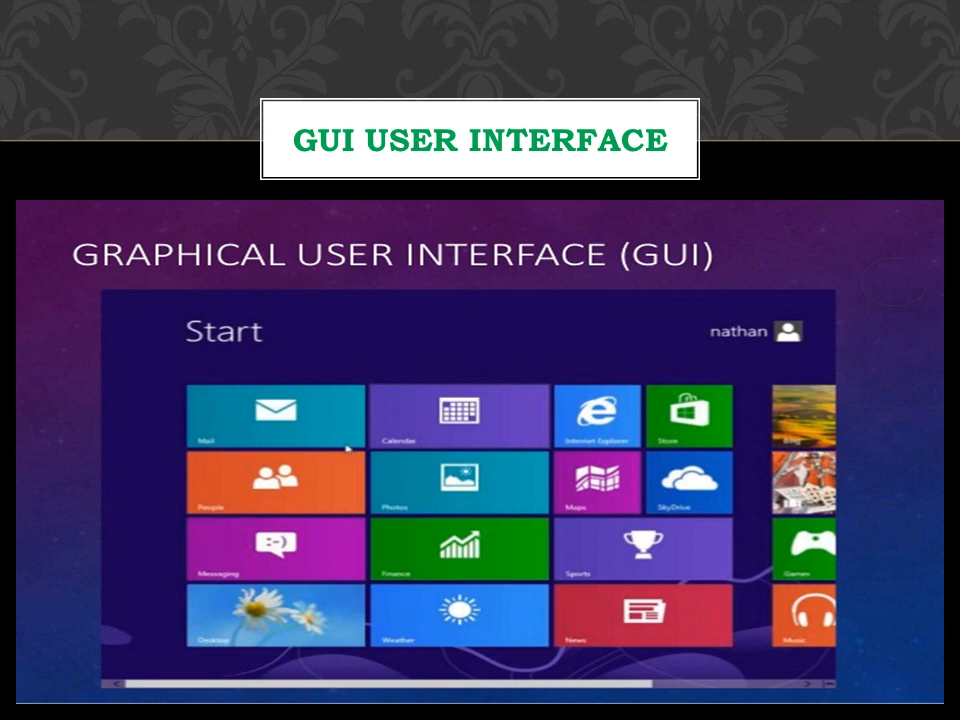 GUI USER INTERFACE
GRAPHICAL USER INTERFACE (GUI)
Start
nathan
Mail
Calendar
Internet Explorer
Store
Bing
People
Photos
Maps
SkyDrive
:-)
Messaging
Finance
Sports
Games
Desktop
Weather
News
Music